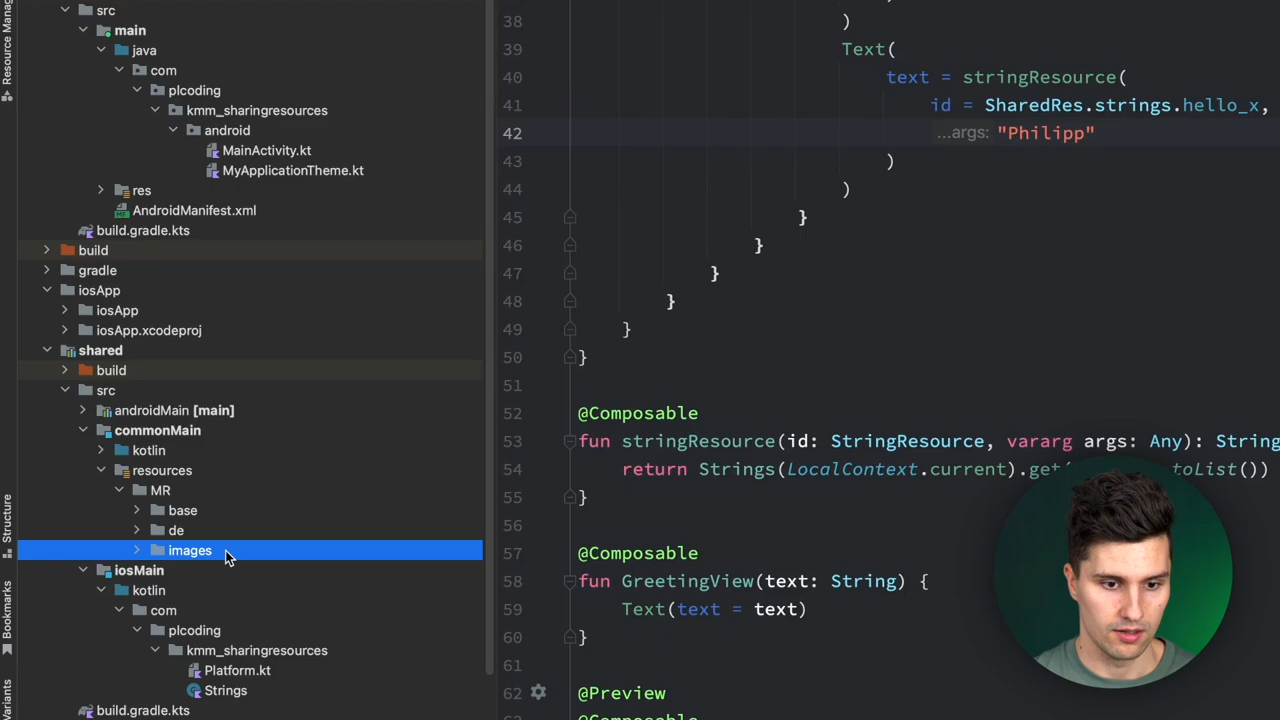 Resource Mana
Structure
Bookmarks
Variants
src
main
java
com
plcoding
kmm_sharingresources
android
MainActivity.kt
MyApplicationTheme.kt
res
AndroidManifest.xml
build.gradle.kts
build
gradle
iosApp
iosApp
iosApp.xcodeproj
shared
build
src
androidMain [main]
commonMain
kotlin
resources
MR
base
de
images
iosMain
kotlin
com
plcoding
kmm_sharingresources
Platform.kt
Strings
build.gradle.kts
38 )
39 Text(
40 text = stringResource(
41 id = SharedRes.strings.hello_x,
42 ...args: "Philipp"
43 )
44 )
45 }
46 }
47 }
48 }
49 }
50 }
51
52 @Composable
53 fun stringResource(id: StringResource, vararg args: Any): String
54 return Strings(LocalContext.current).get( toList())
55 }
56
57 @Composable
58 fun GreetingView(text: String) {
59 Text(text = text)
60 }
61
62 @Preview